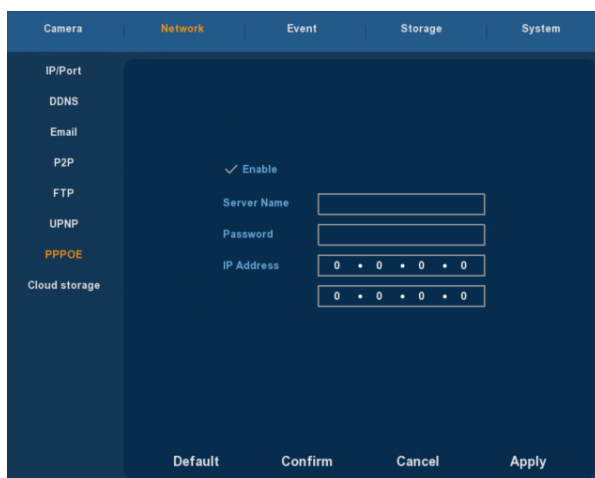 Camera Network Event Storage System
IP/Port
DDNS
Email
P2P
FTP
UPNP
PPPOE
Cloud storage
Enable
Server Name
Password
IP Address 0 . 0 . 0 . 0
0 . 0 . 0 . 0
Default Confirm Cancel Apply